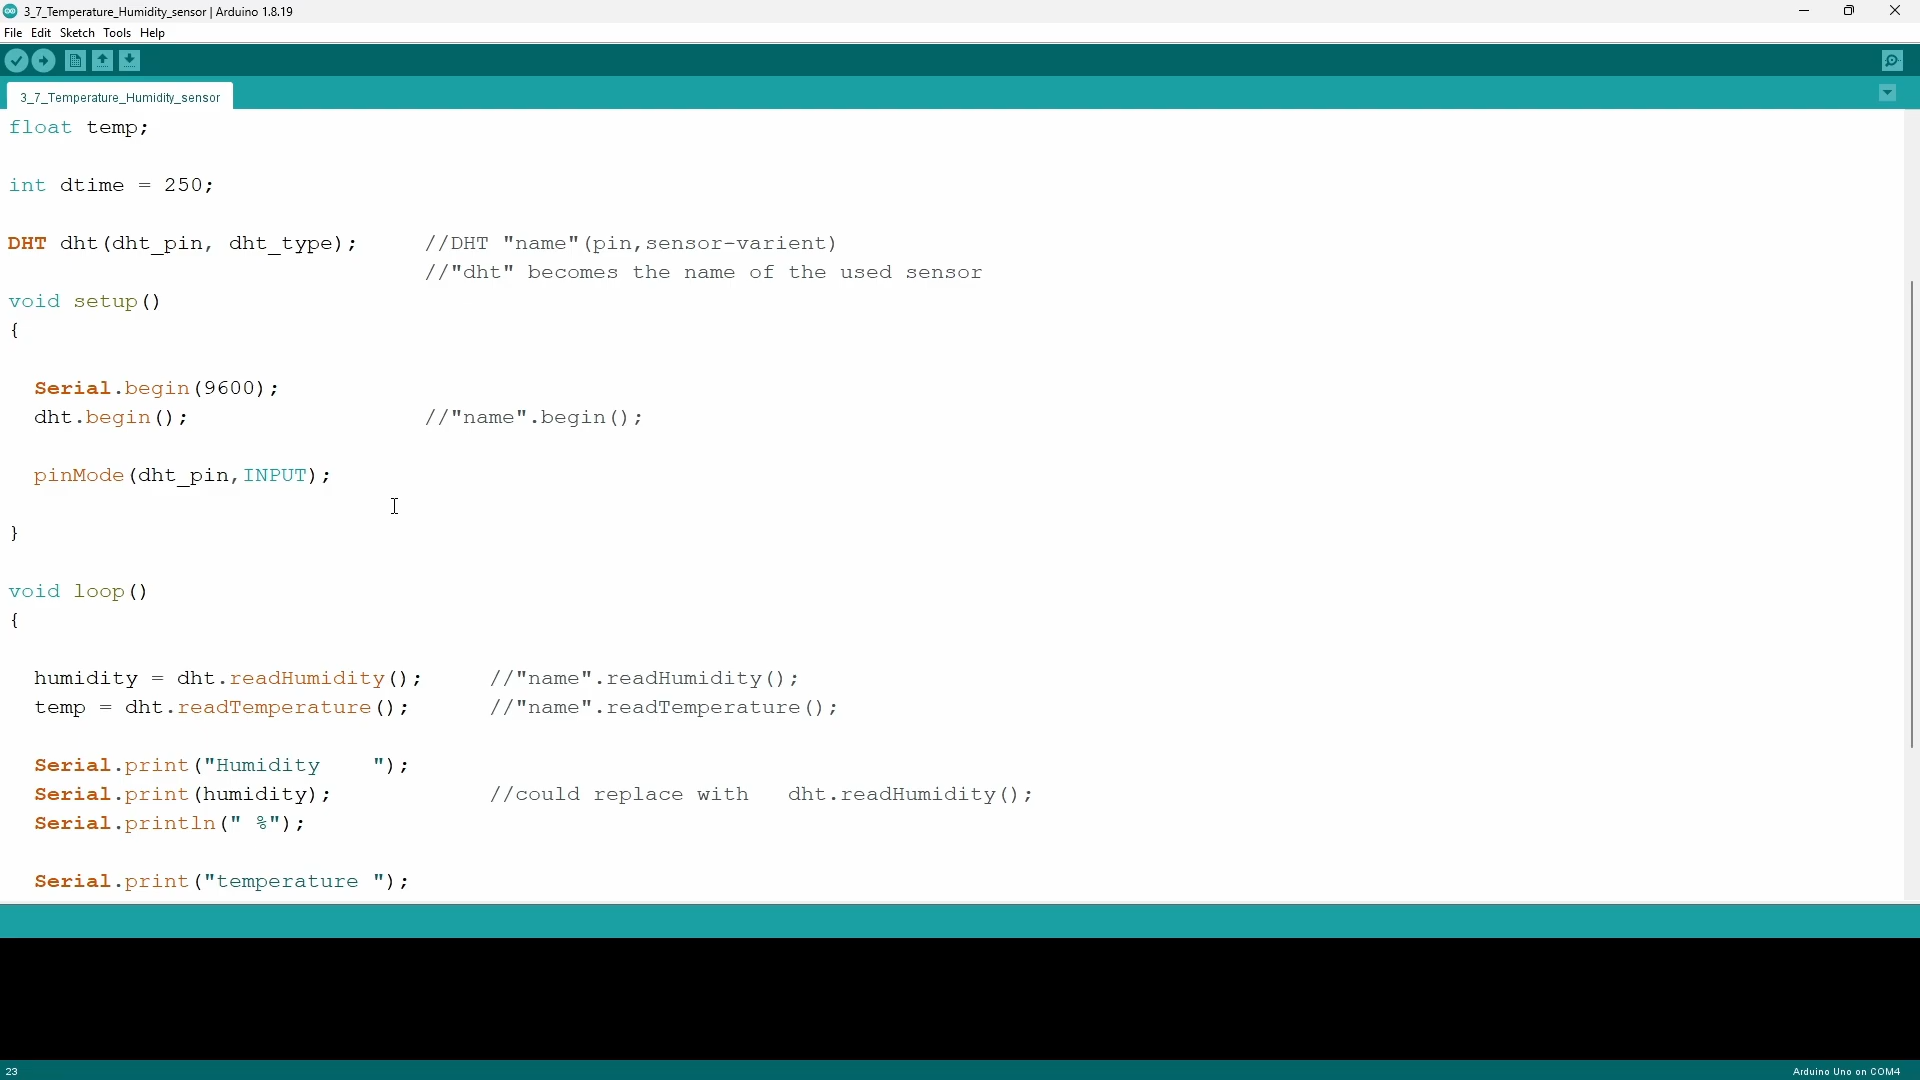 3_7_Temperature_Humidity_sensor | Arduino 1.8.19
File Edit Sketch Tools Help
3_7_Temperature_Humidity_sensor
float temp;
int dtime = 250;
DHT dht(dht_pin, dht_type);     //DHT "name"(pin,sensor-varient)
//"dht" becomes the name of the used sensor
void setup()
{
Serial.begin(9600);
dht.begin();                  //"name".begin();
pinMode(dht_pin,INPUT);
}
void loop()
{
humidity = dht.readHumidity();     //"name".readHumidity();
temp = dht.readTemperature();      //"name".readTemperature();
Serial.print("Humidity    ");
Serial.print(humidity);            //could replace with   dht.readHumidity();
Serial.println(" %");
Serial.print("temperature ");
23
Arduino Uno on COM4